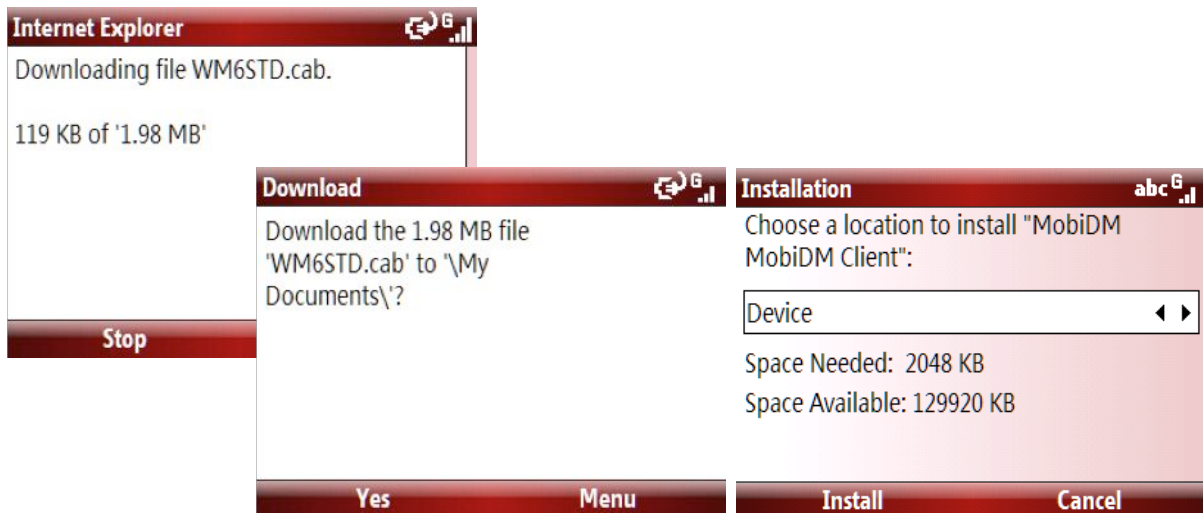 Internet Explorer
G
Downloading file WM6STD.cab.
119 KB of '1.98 MB'
Stop
Download
G
Download the 1.98 MB file
'WM6STD.cab' to '\My
Documents\'?
Yes Menu
Installation
abc G
Choose a location to install "MobiDM
MobiDM Client":
Device
Space Needed: 2048 KB
Space Available: 129920 KB
Install Cancel